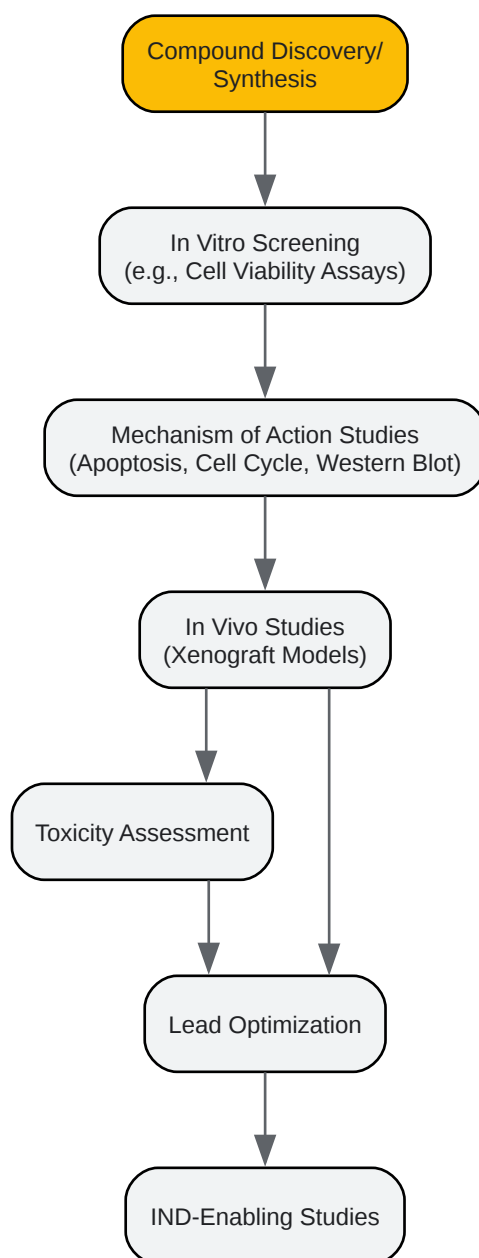 Compound Discovery/
Synthesis
In Vitro Screening
(e.g., Cell Viability Assays)
Mechanism of Action Studies
(Apoptosis, Cell Cycle, Western Blot)
In Vivo Studies
(Xenograft Models)
Toxicity Assessment
Lead Optimization
IND-Enabling Studies